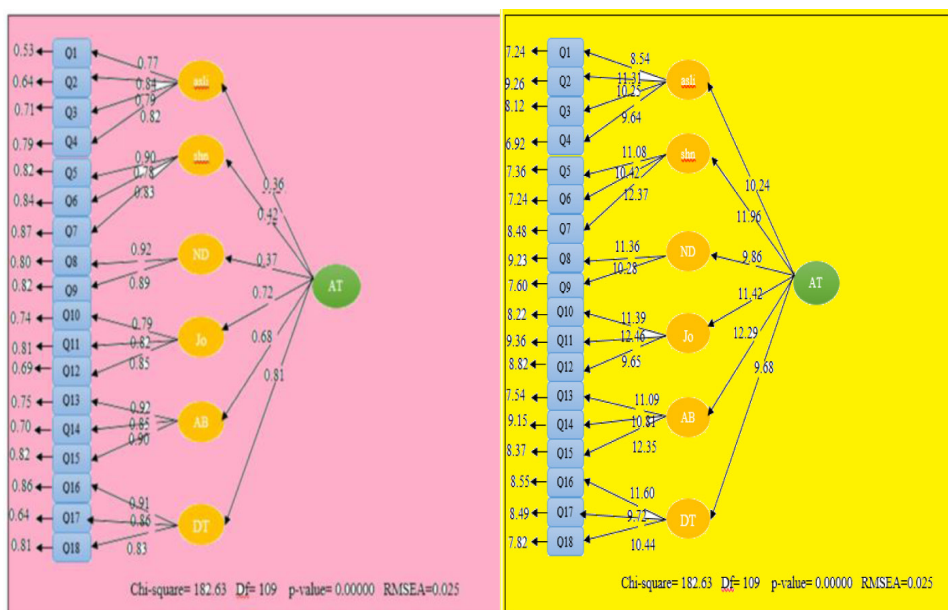 0.53 Q1 0.77 asli
0.64 Q2 0.84
0.71 Q3 0.79
0.79 Q4 0.82
0.82 Q5 0.90 shn 0.36
0.84 Q6 0.78 0.42
0.87 Q7 0.83
0.80 Q8 0.92 ND 0.37
0.82 Q9 0.89 AT
0.74 Q10 0.79 0.72
0.81 Q11 0.82 Jo 0.68
0.69 Q12 0.85 0.81
0.75 Q13 0.92
0.70 Q14 0.85 AB
0.82 Q15 0.90
0.86 Q16 0.91
0.64 Q17 0.86 DT
0.81 Q18 0.83
Chi-square= 182.63 Df= 109 p-value= 0.00000 RMSEA=0.025
7.24 Q1 8.54 asli
9.26 Q2 11.31
8.12 Q3 10.25
6.92 Q4 9.64
7.36 Q5 11.08 shn 10.24
7.24 Q6 10.42 11.96
8.48 Q7 12.37
9.23 Q8 11.36 ND 9.86
7.60 Q9 10.28 AT
8.22 Q10 11.39 11.42
9.36 Q11 12.46 Jo 12.29
8.82 Q12 9.65 9.68
7.54 Q13 11.09
9.15 Q14 10.81 AB
8.37 Q15 12.35
8.55 Q16 11.60
8.49 Q17 9.72 DT
7.82 Q18 10.44
Chi-square= 182.63 Df= 109 p-value= 0.00000 RMSEA=0.025